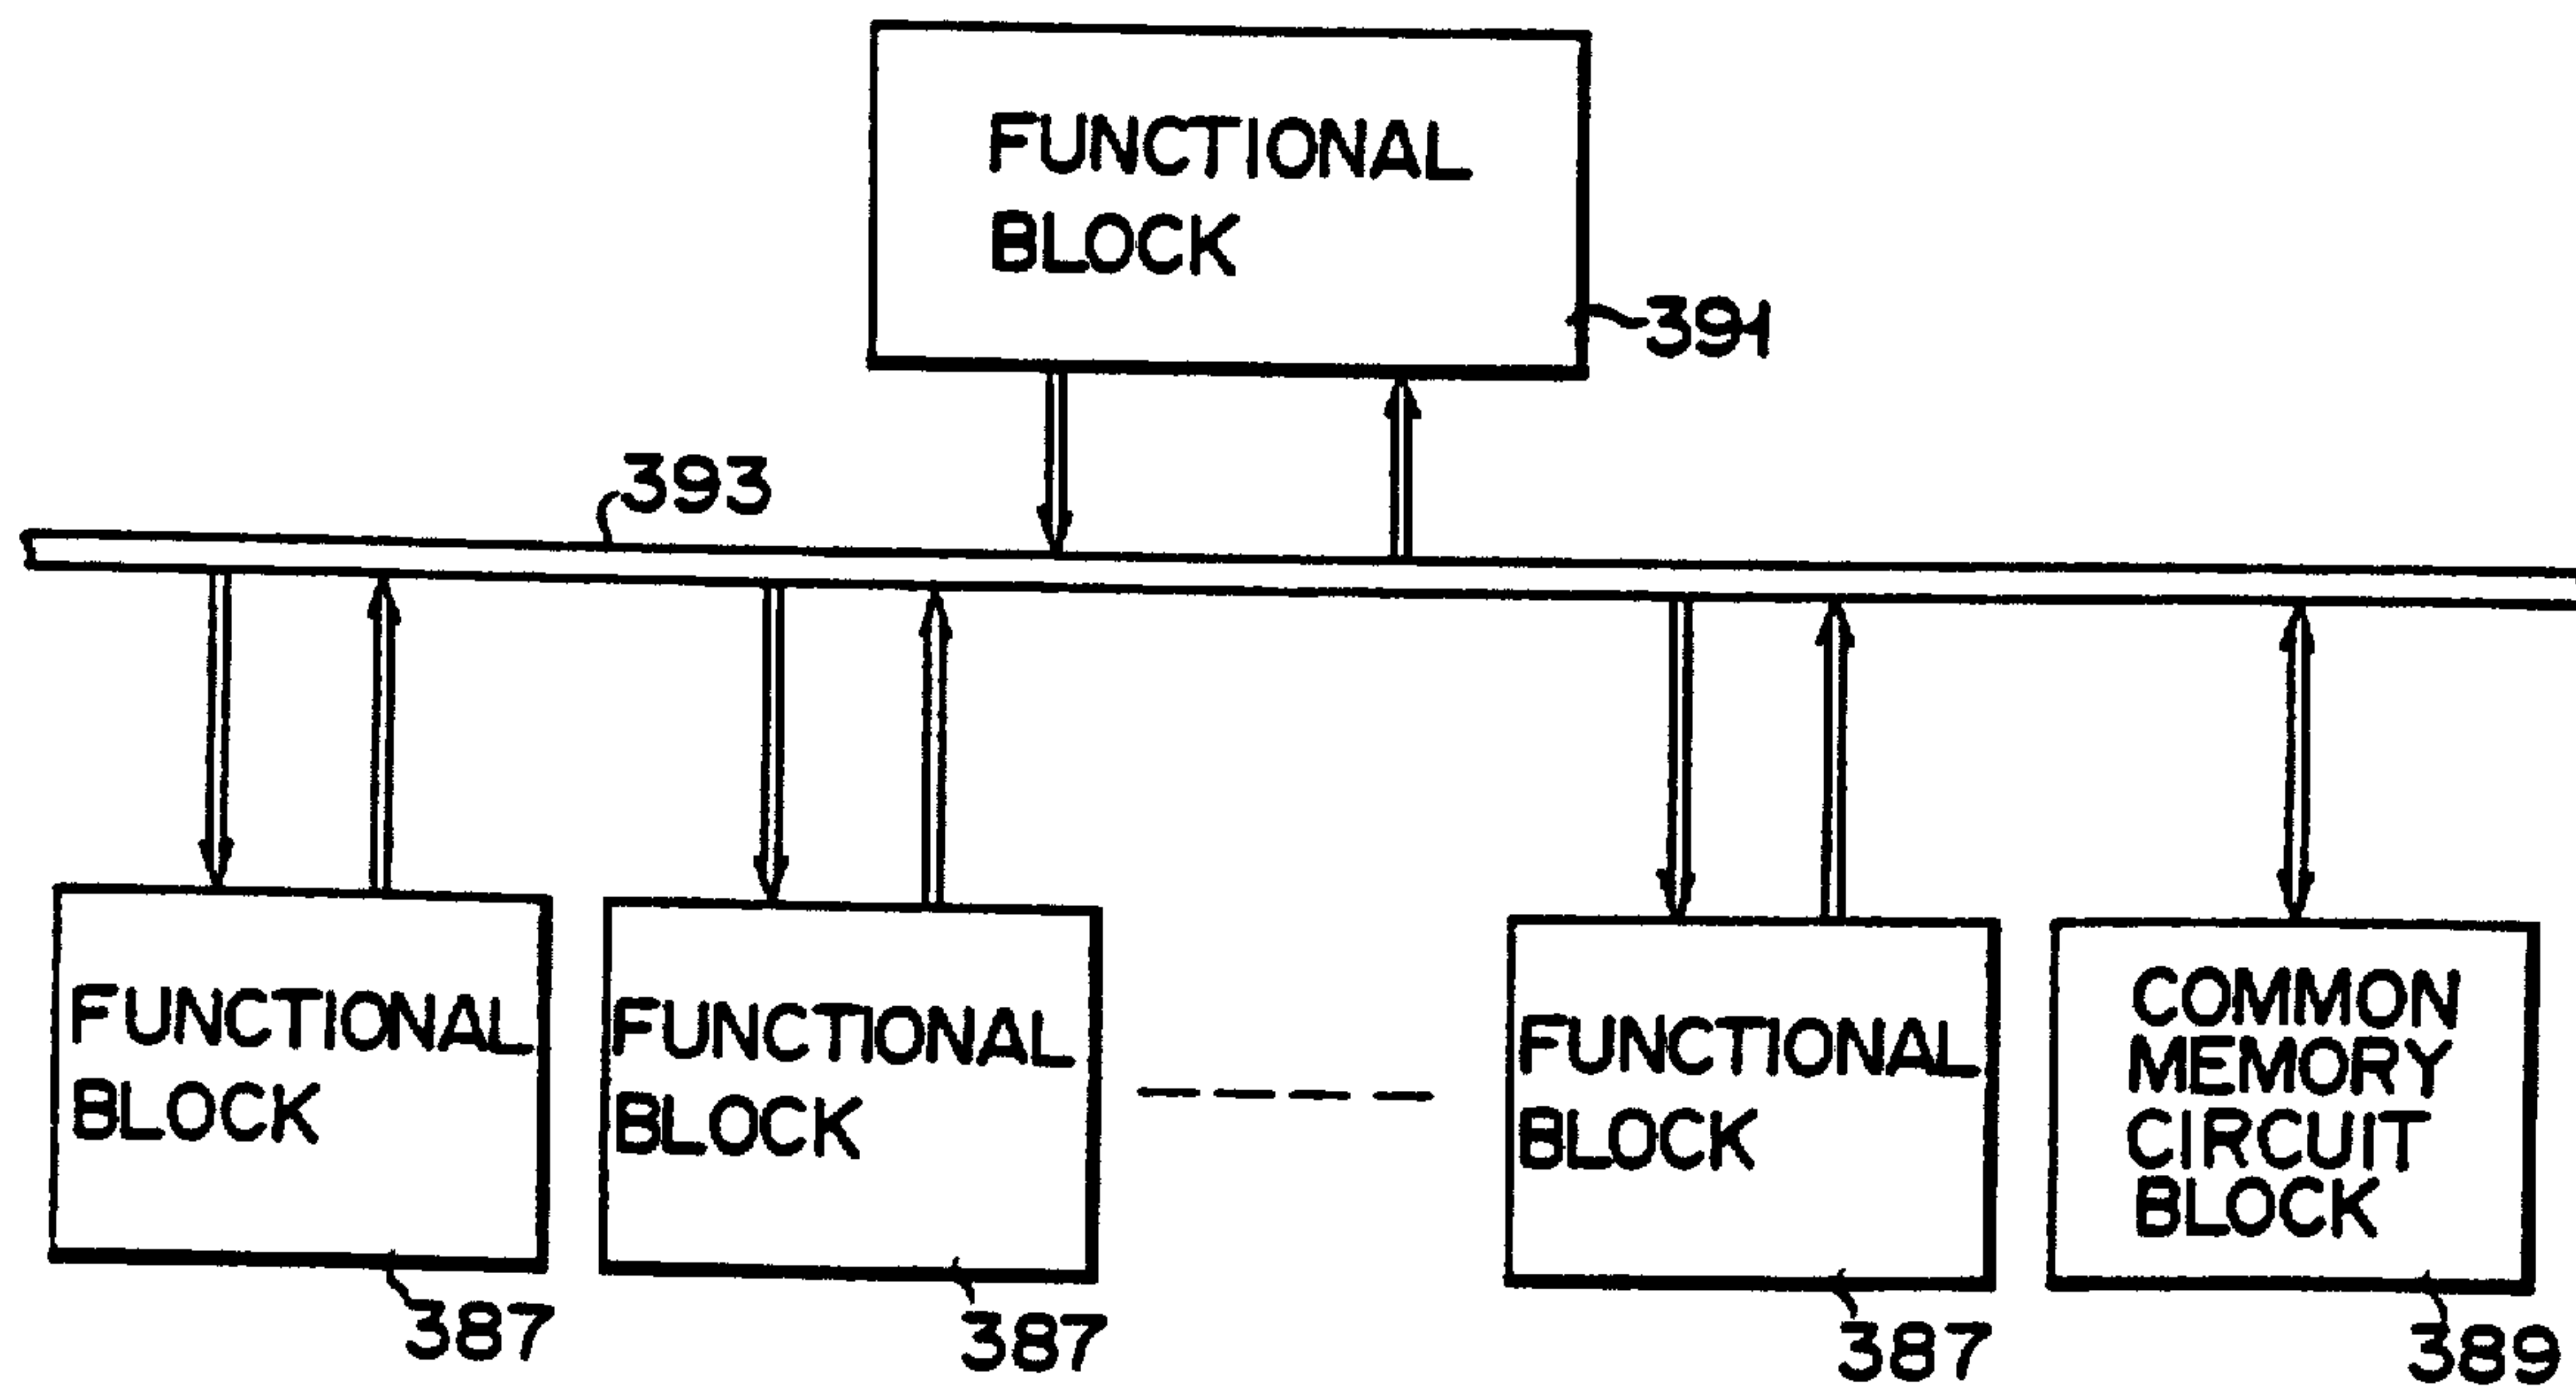 FUNCTIONAL
BLOCK
391
393
FUNCTIONAL
BLOCK
387
FUNCTIONAL
BLOCK
387
FUNCTIONAL
BLOCK
387
COMMON
MEMORY
CIRCUIT
BLOCK
389